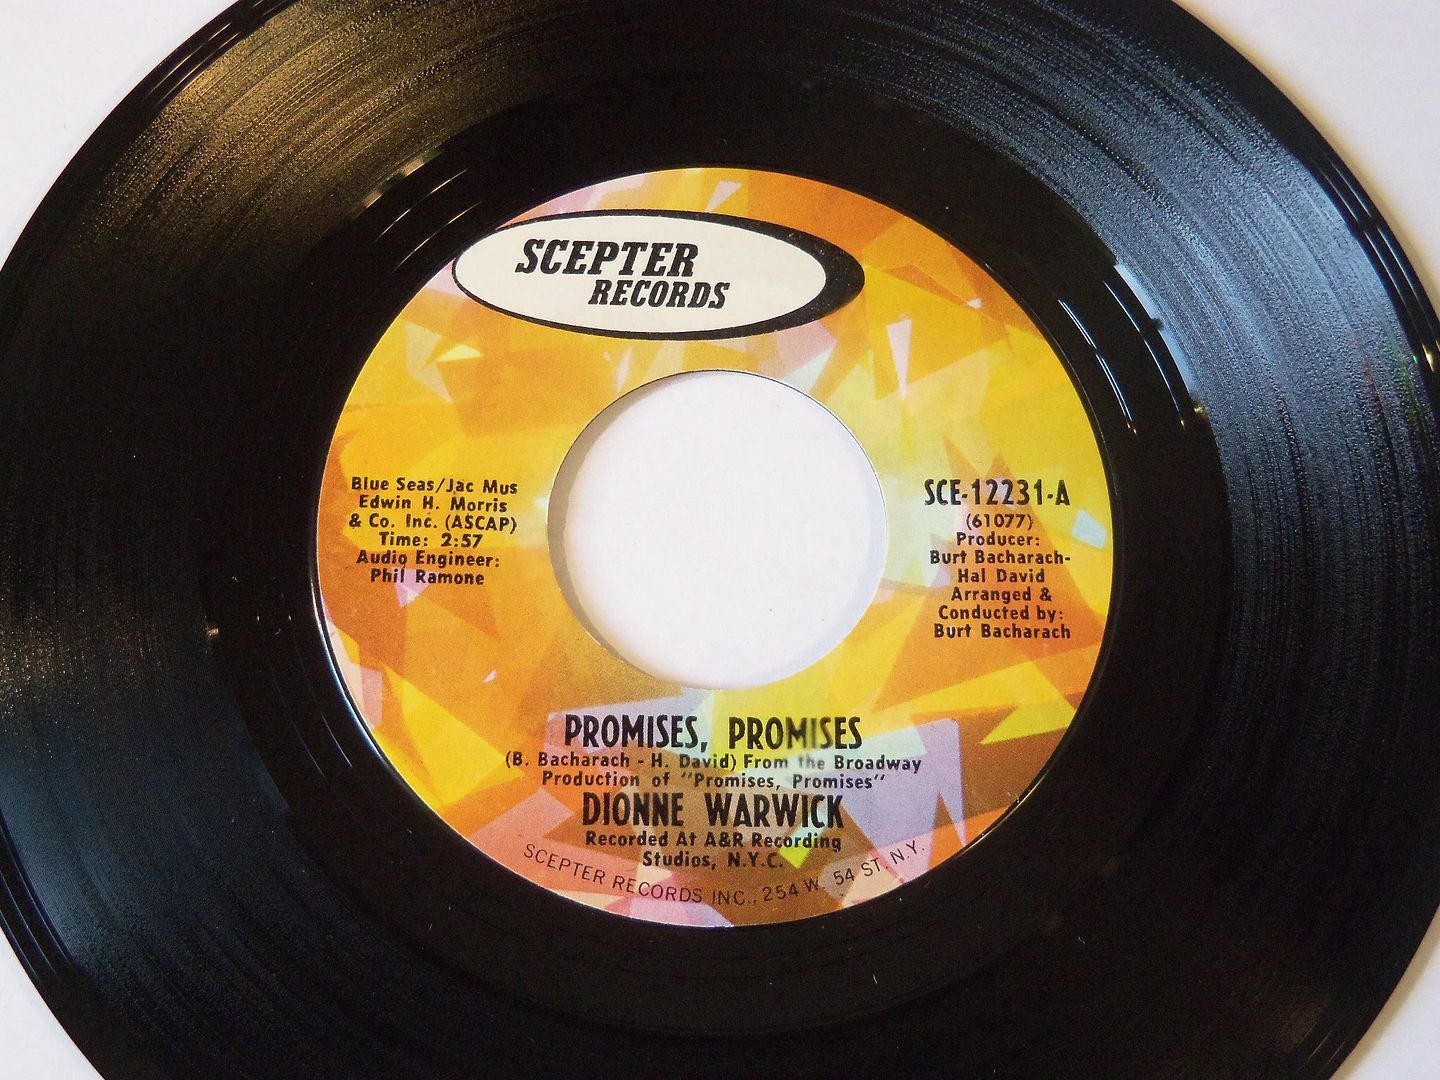 SCEPTER
RECORDS
Blue Seas/Jac Mus
Edwin H. Morris
& Co. Inc. (ASCAP)
Time: 2:57
Audio Engineer:
Phil Ramone
SCE-12231-A
(61077)
Producer:
Burt Bacharach-
Hal David
Arranged &
Conducted by:
Burt Bacharach
PROMISES, PROMISES
(B. Bacharach - H. David) From the Broadway
Production of "Promises, Promises"
DIONNE WARWICK
Recorded At A&R Recording
Studios, N.Y.C.
SCEPTER RECORDS INC., 254 W. 54 ST. N.Y.